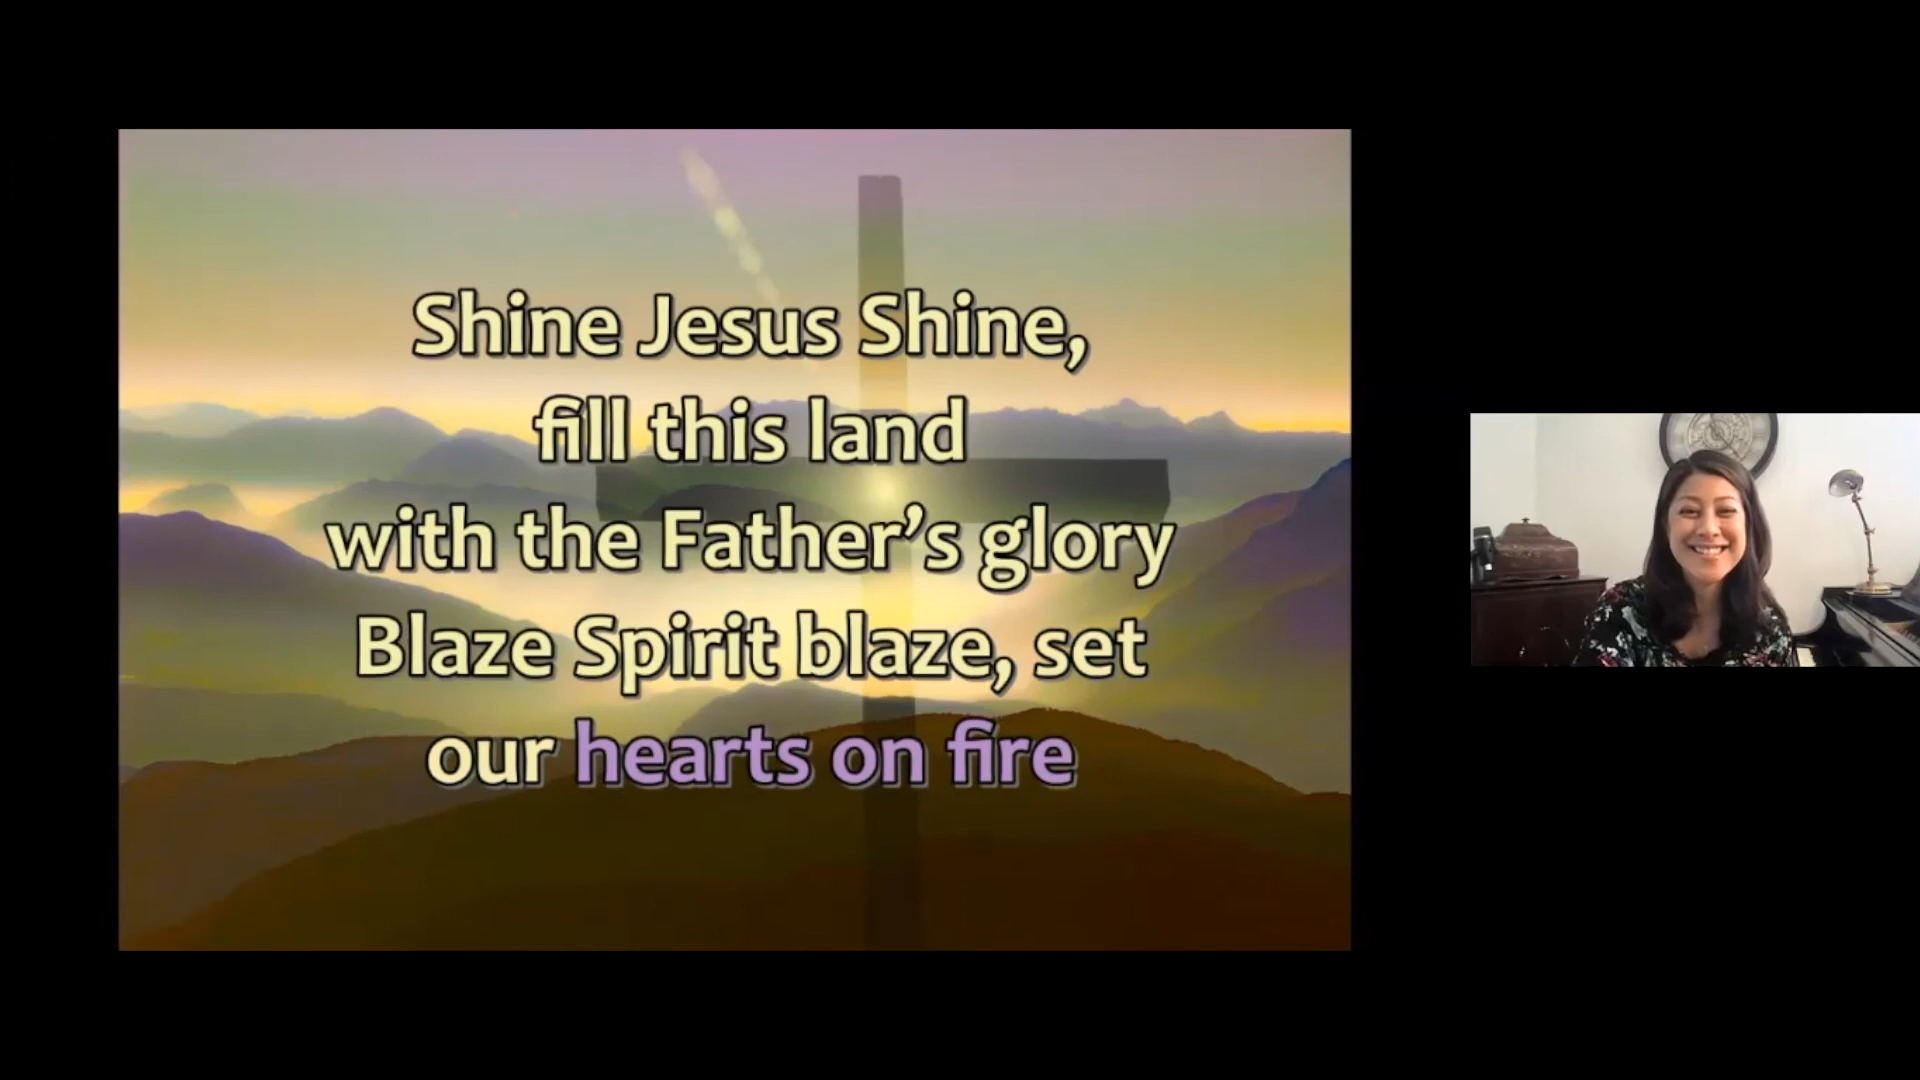 Shine Jesus Shine,
fill this land
with the Father’s glory
Blaze Spirit blaze, set
our hearts on fire